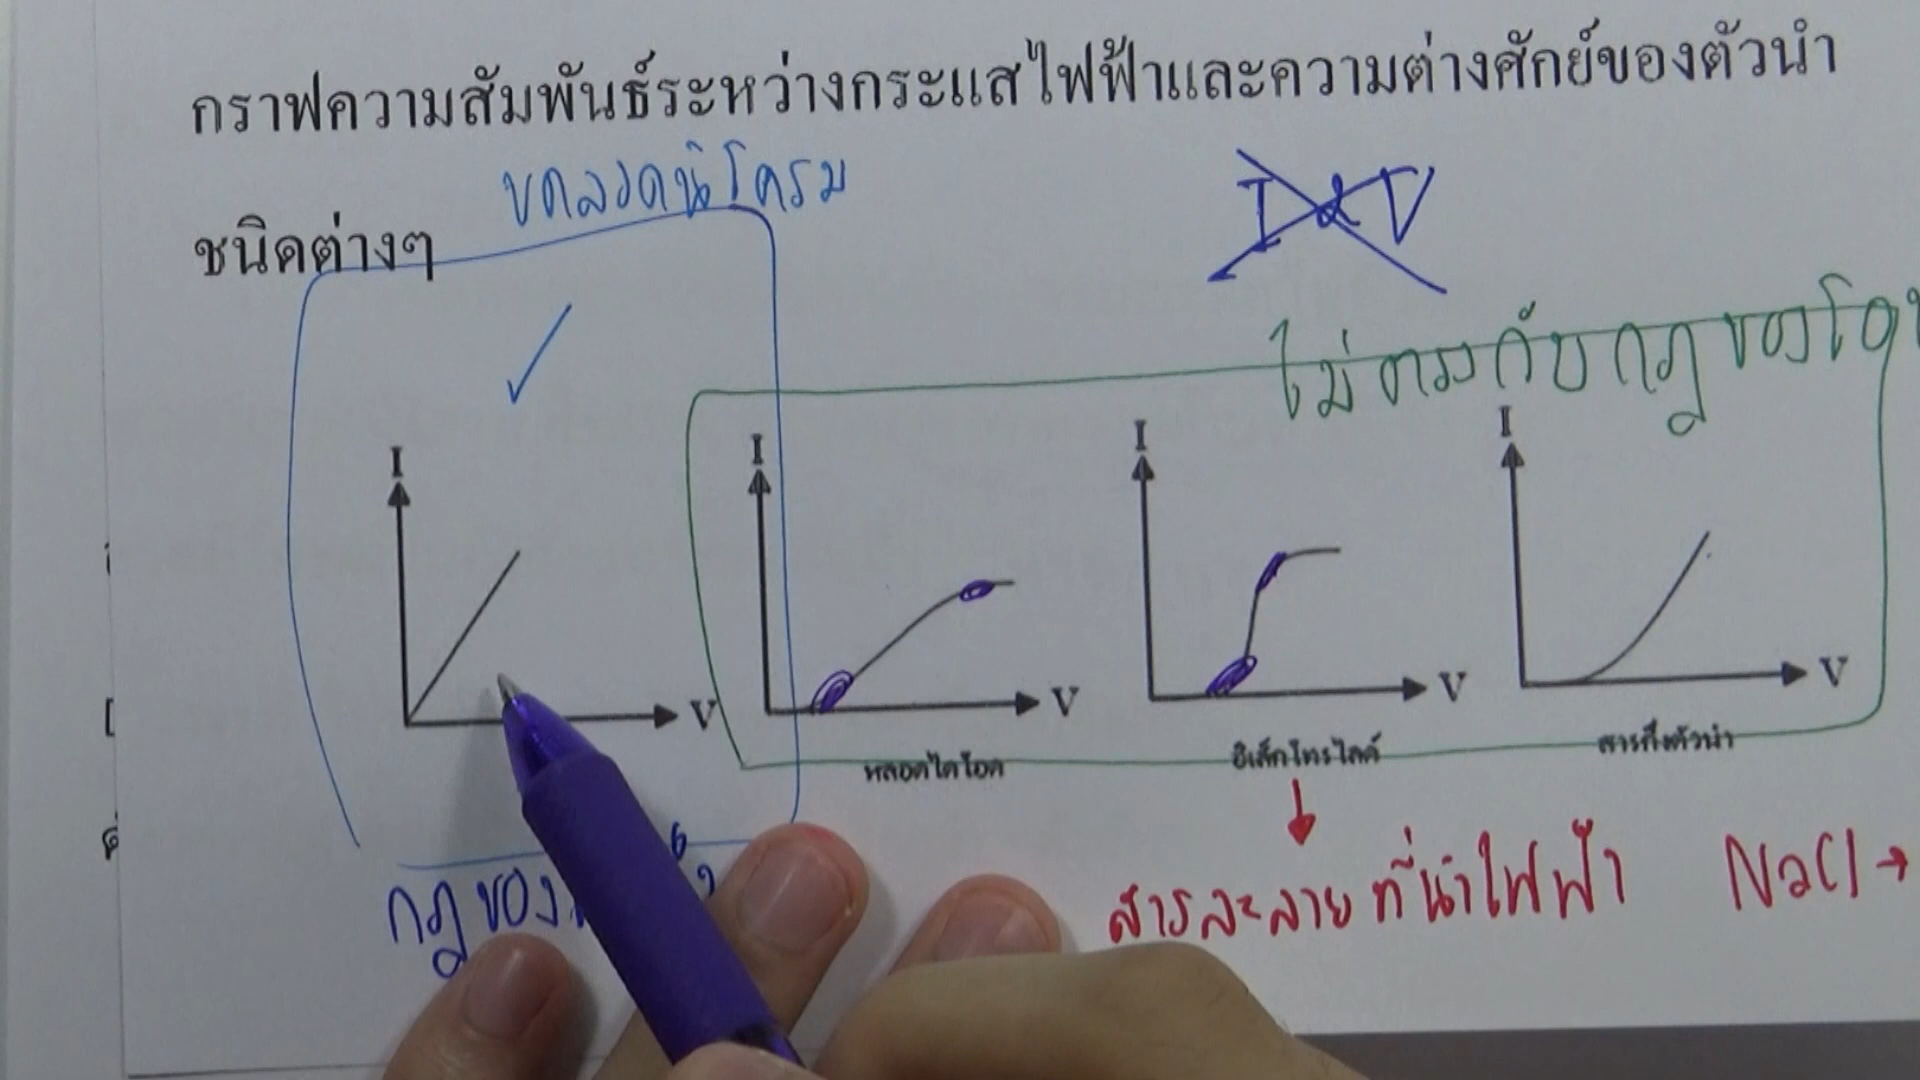 กราฟความสัมพันธ์ระหว่างกระแสไฟฟ้าและความต่างศักย์ของตัวนำ
ชนิดต่างๆ
ขดลวดนิโครม
I α V
ไม่ตรงกับกฎของโอ
I
I
I
I
V
V
V
V
หลอดไดโอด
อิเล็กโทรไลต์
สารกึ่งตัวนำ
กฎของ
สารละลายที่นำไฟฟ้า
NaCl →